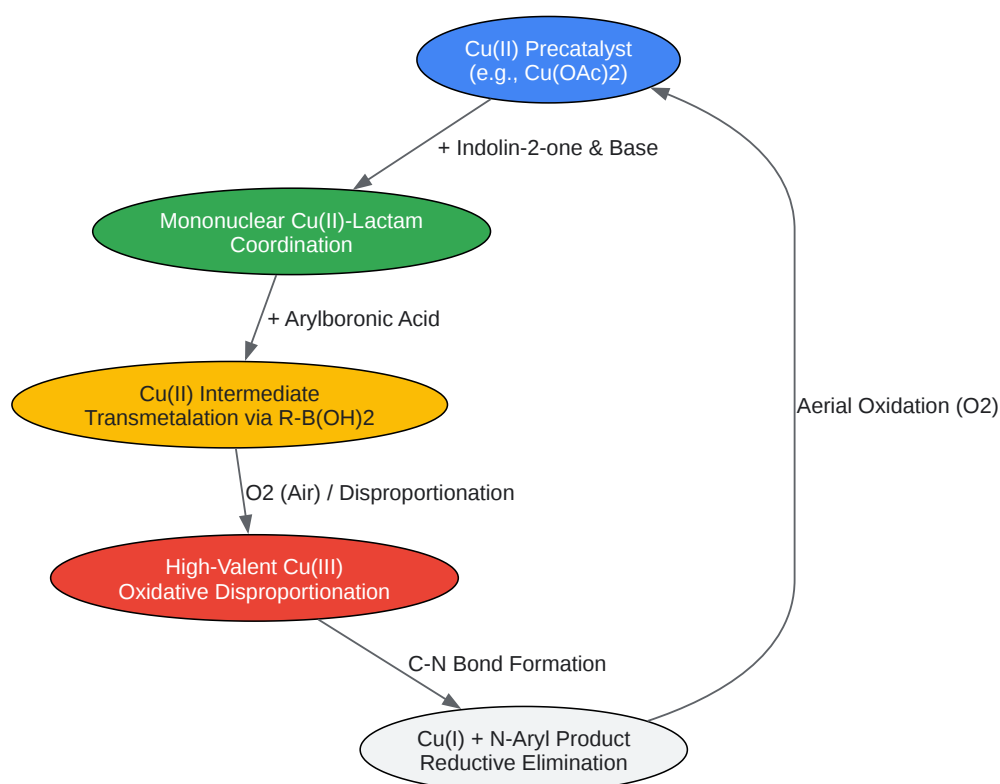 Cu(II) Precatalyst
(e.g., Cu(OAc)2)
+ Indolin-2-one & Base
Mononuclear Cu(II)-Lactam
Coordination
+ Arylboronic Acid
Cu(II) Intermediate
Transmetalation via R-B(OH)2
Aerial Oxidation (O2)
O2 (Air) / Disproportionation
High-Valent Cu(III)
Oxidative Disproportionation
C-N Bond Formation
Cu(I) + N-Aryl Product
Reductive Elimination